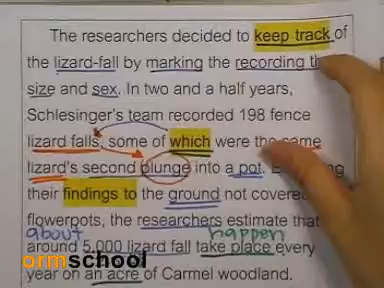 The researchers decided to keep track of
the lizard-fall by marking the recording th
size and sex. In two and a half years,
Schlesinger's team recorded 198 fence
lizard falls, some of which were the same
lizard's second plunge into a pot.
their findings to the ground not covere
flowerpots, the researchers estimate that
about happen
around 5,000 lizard fall take place every
year on an acre of Carmel woodland.
ormschool